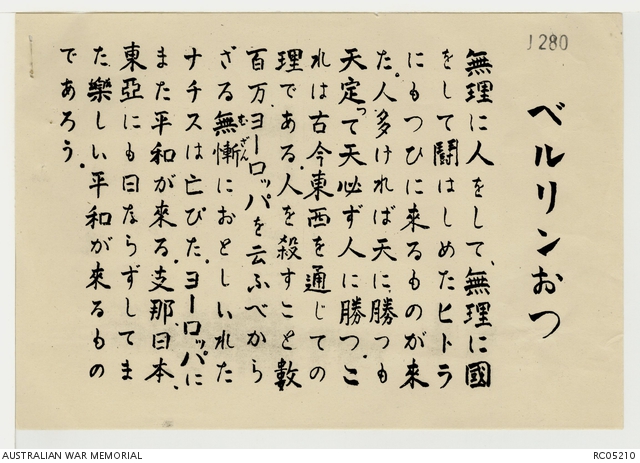 J280
ベルリンおつ
無理に人をして、無理に國
をして鬪はしめたヒトラ
にもつひに来るものが来
た。人多ければ天に勝つも
天定って天必ず人に勝つ。こ
れは古今東西を通じての
理である。人を殺すこと數
百万、ヨーロッパを云ふべから
ざる無慚におとしいれた
むざん
ナチスは亡びた。ヨーロッパに
また平和が來る。支那、日本、
東亞にも日ならずしてま
た樂しい平和が来るもの
であろう。
AUSTRALIAN WAR MEMORIAL
RC05210